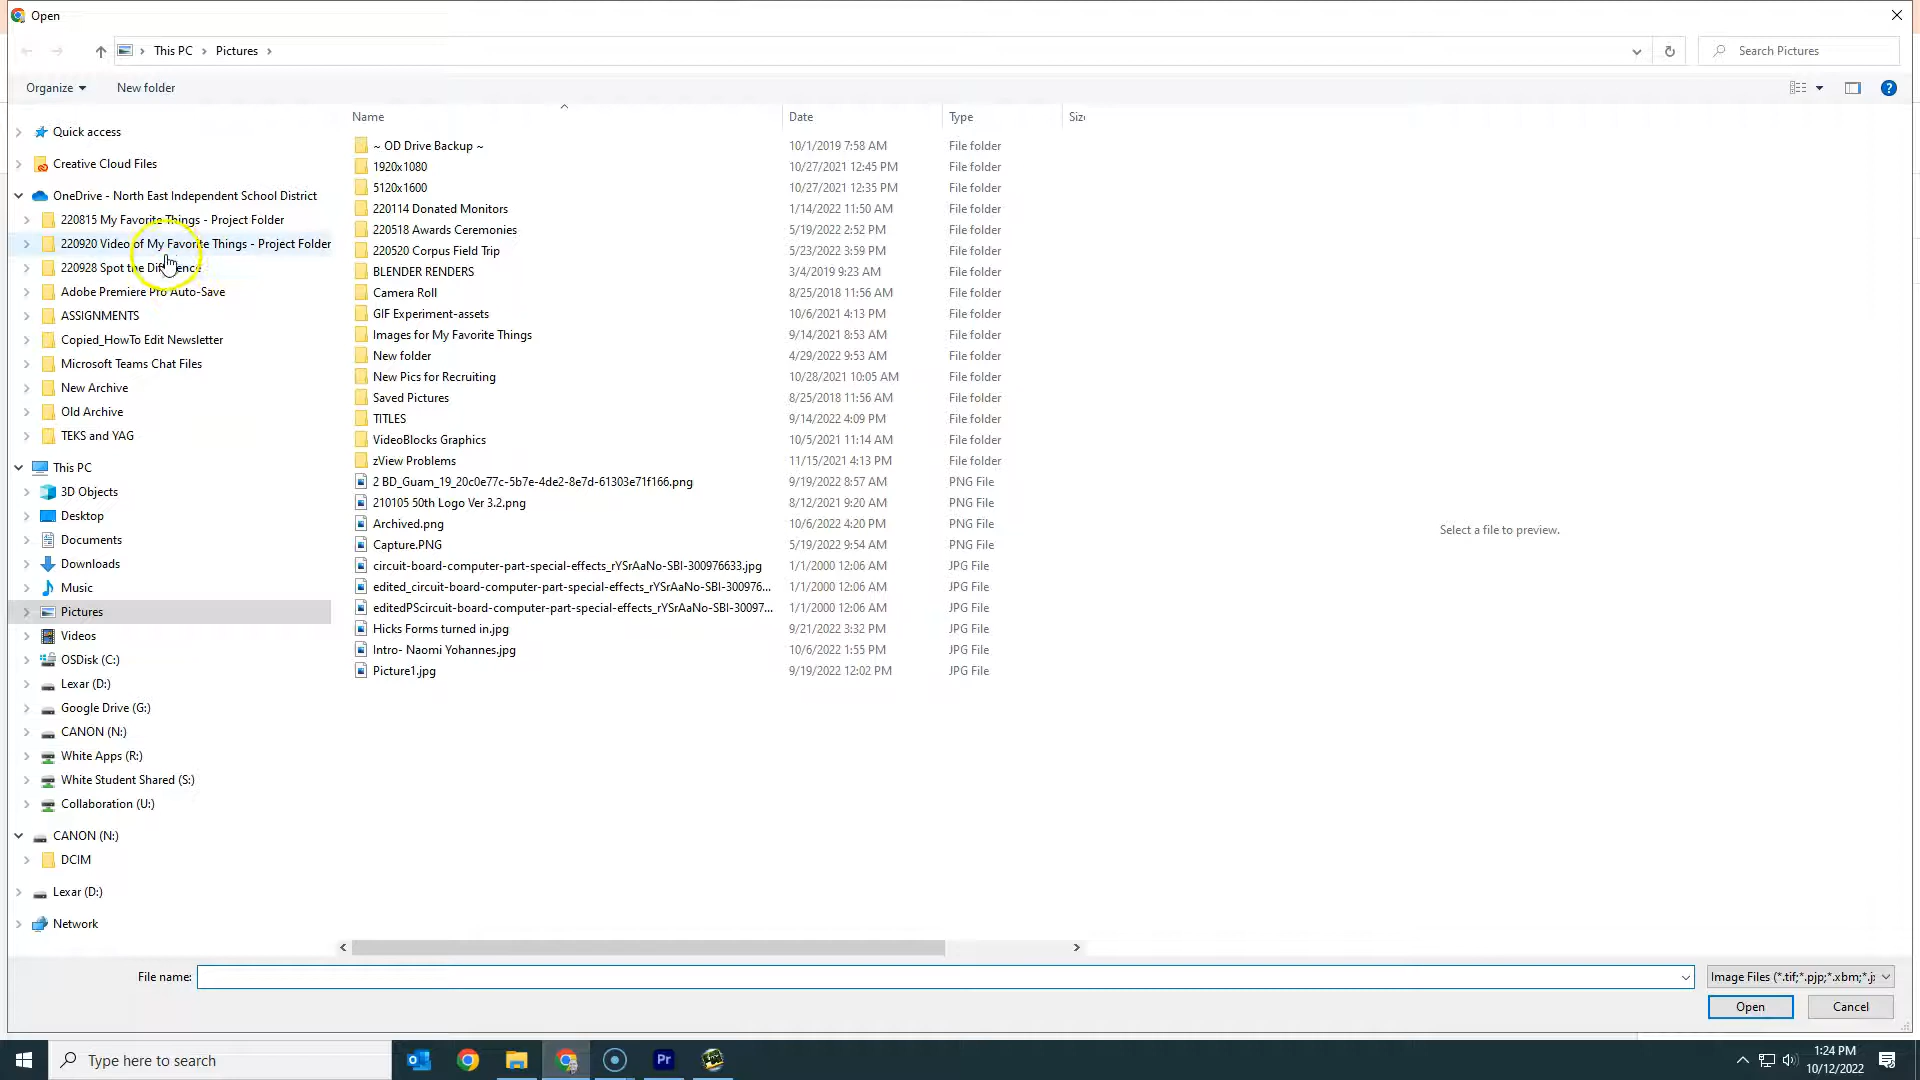 Open
This PC
Pictures
Search Pictures
Organize
New folder
Name
Date
Type
Size
Quick access
Creative Cloud Files
OneDrive - North East Independent School District
220815 My Favorite Things - Project Folder
220920 Video of My Favorite Things - Project Folder
220928 Spot the Difference
Adobe Premiere Pro Auto-Save
ASSIGNMENTS
Copied_HowTo Edit Newsletter
Microsoft Teams Chat Files
New Archive
Old Archive
TEKS and YAG
This PC
3D Objects
Desktop
Documents
Downloads
Music
Pictures
Videos
OSDisk (C:)
Lexar (D:)
Google Drive (G:)
CANON (N:)
White Apps (R:)
White Student Shared (S:)
Collaboration (U:)
CANON (N:)
DCIM
Lexar (D:)
Network
~ OD Drive Backup ~ 10/1/2019 7:58 AM File folder
1920x1080 10/27/2021 12:45 PM File folder
5120x1600 10/27/2021 12:35 PM File folder
220114 Donated Monitors 1/14/2022 11:50 AM File folder
220518 Awards Ceremonies 5/19/2022 2:52 PM File folder
220520 Corpus Field Trip 5/23/2022 3:59 PM File folder
BLENDER RENDERS 3/4/2019 9:23 AM File folder
Camera Roll 8/25/2018 11:56 AM File folder
GIF Experiment-assets 10/6/2021 4:13 PM File folder
Images for My Favorite Things 9/14/2021 8:53 AM File folder
New folder 4/29/2022 9:53 AM File folder
New Pics for Recruiting 10/28/2021 10:05 AM File folder
Saved Pictures 8/25/2018 11:56 AM File folder
TITLES 9/14/2022 4:09 PM File folder
VideoBlocks Graphics 10/5/2021 11:14 AM File folder
zView Problems 11/15/2021 4:13 PM File folder
2 BD_Guam_19_20c0e77c-5b7e-4de2-8e7d-61303e71f166.png 9/19/2022 8:57 AM PNG File
210105 50th Logo Ver 3.2.png 8/12/2021 9:20 AM PNG File
Archived.png 10/6/2022 4:20 PM PNG File
Capture.PNG 5/19/2022 9:54 AM PNG File
circuit-board-computer-part-special-effects_rYSrAaNo-SBI-300976633.jpg 1/1/2000 12:06 AM JPG File
edited_circuit-board-computer-part-special-effects_rYSrAaNo-SBI-300976... 1/1/2000 12:06 AM JPG File
editedPScircuit-board-computer-part-special-effects_rYSrAaNo-SBI-30097... 1/1/2000 12:06 AM JPG File
Hicks Forms turned in.jpg 9/21/2022 3:32 PM JPG File
Intro- Naomi Yohannes.jpg 10/6/2022 1:55 PM JPG File
Picture1.jpg 9/19/2022 12:02 PM JPG File
Select a file to preview.
File name:
Image Files (*.tif;*.pjp;*.xbm;*.j
Open
Cancel
Type here to search
Pr
1:24 PM
10/12/2022